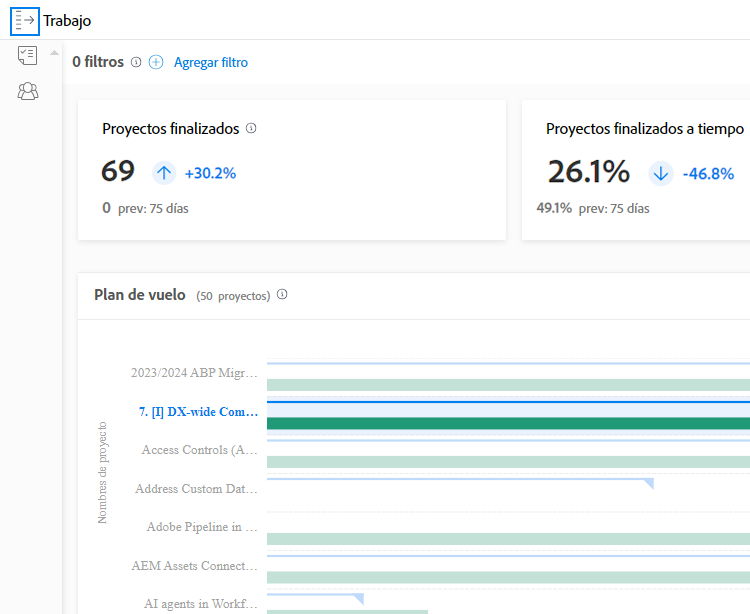 Trabajo
0 filtros Agregar filtro
Proyectos finalizados
69 +30.2%
0 prev: 75 días
Proyectos finalizados a tiempo
26.1% -46.8%
49.1% prev: 75 días
Plan de vuelo (50 proyectos)
Nombres de proyecto
2023/2024 ABP Migr...
7. [I] DX-wide Com...
Access Controls (A...
Address Custom Dat...
Adobe Pipeline in ...
AEM Assets Connect...
AI agents in Workf...